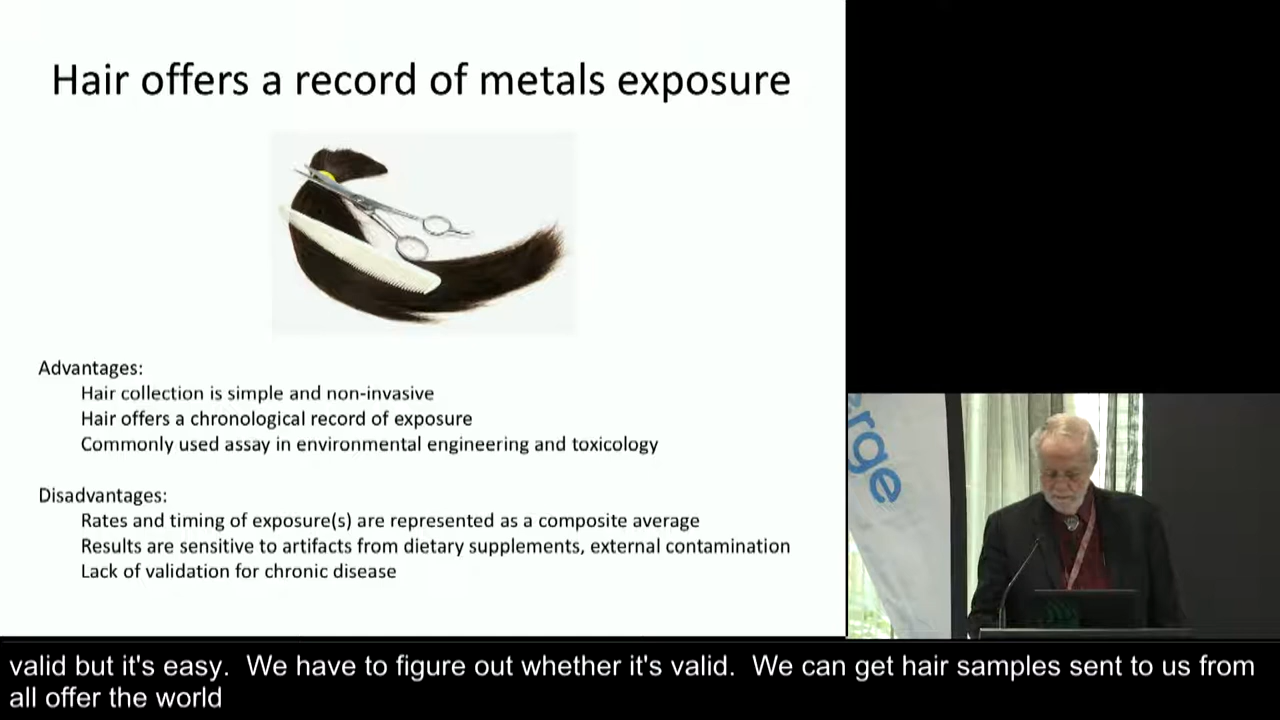 Hair offers a record of metals exposure
Advantages:
Hair collection is simple and non-invasive
Hair offers a chronological record of exposure
Commonly used assay in environmental engineering and toxicology
Disadvantages:
Rates and timing of exposure(s) are represented as a composite average
Results are sensitive to artifacts from dietary supplements, external contamination
Lack of validation for chronic disease
erge
valid but it's easy.  We have to figure out whether it's valid.  We can get hair samples sent to us from
all offer the world